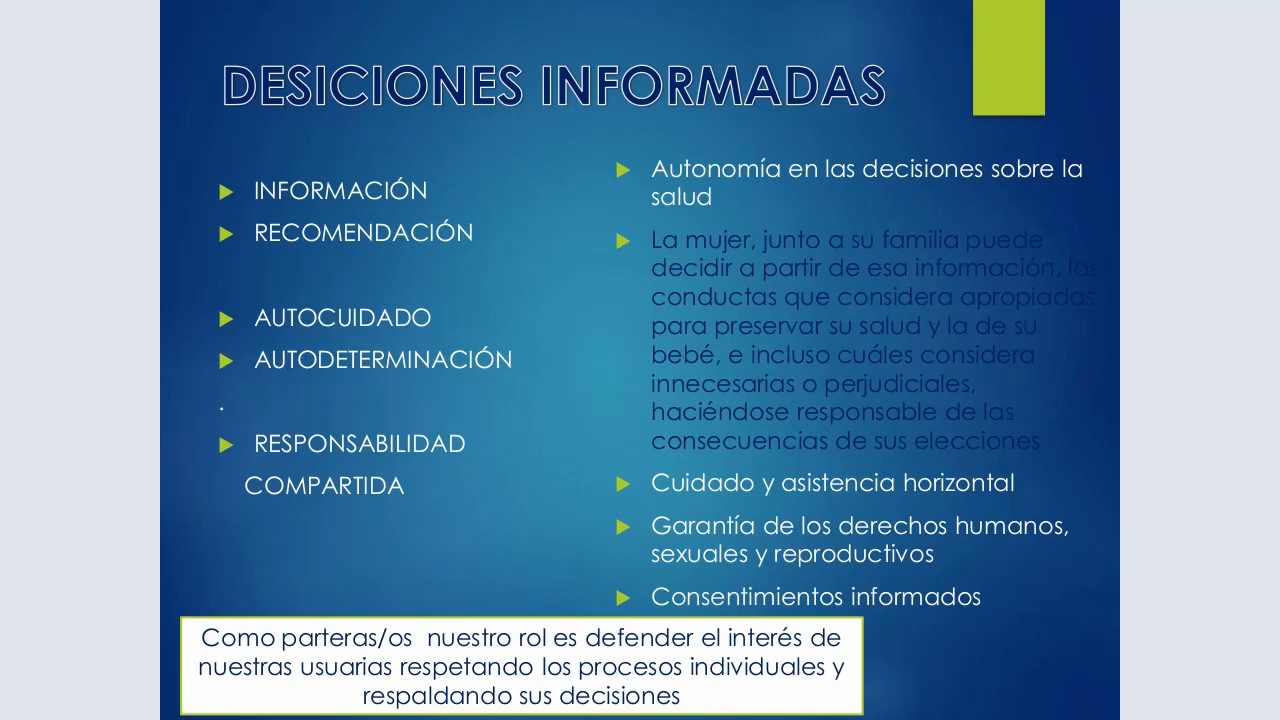 DESICIONES INFORMADAS
INFORMACIÓN
RECOMENDACIÓN
AUTOCUIDADO
AUTODETERMINACIÓN
.
RESPONSABILIDAD
COMPARTIDA
Autonomía en las decisiones sobre la
salud
La mujer, junto a su familia puede
decidir a partir de esa información, las
conductas que considera apropiadas
para preservar su salud y la de su
bebé, e incluso cuáles considera
innecesarias o perjudiciales,
haciéndose responsable de las
consecuencias de sus elecciones
Cuidado y asistencia horizontal
Garantía de los derechos humanos,
sexuales y reproductivos
Consentimientos informados
Como parteras/os  nuestro rol es defender el interés de
nuestras usuarias respetando los procesos individuales y
respaldando sus decisiones